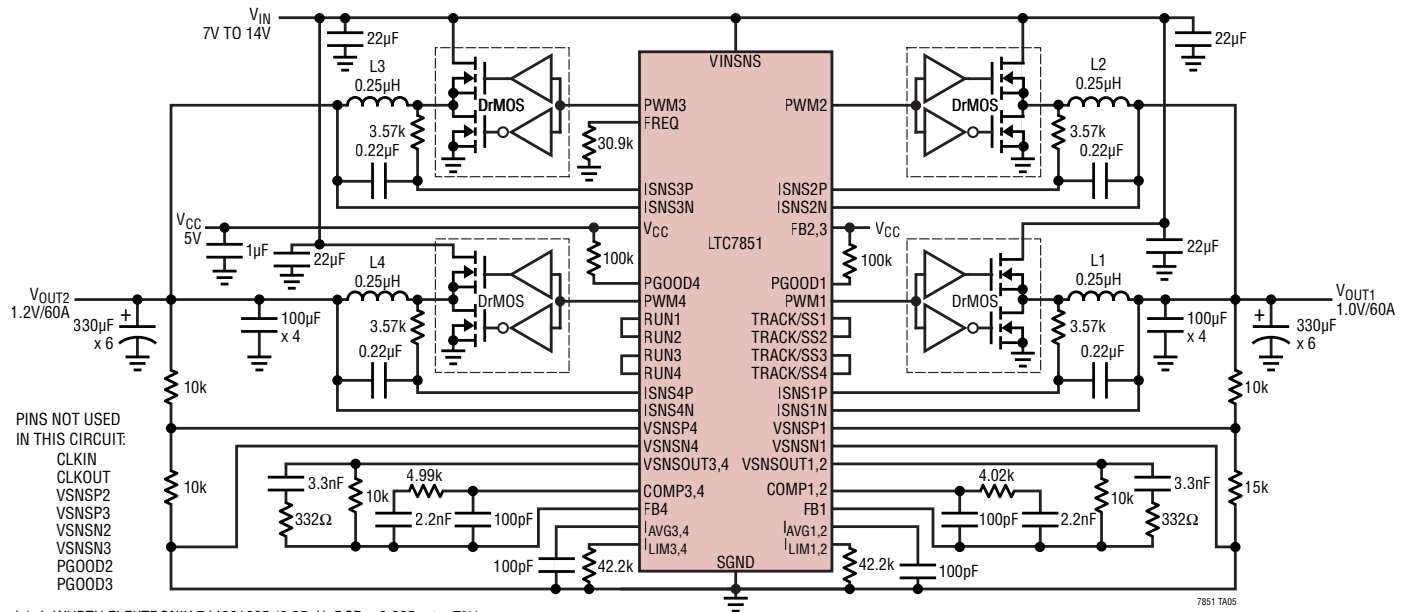 VIN
7V TO 14V
22µF
22µF
L3
0.25µH
DrMOS
3.57k
0.22µF
30.9k
VINSNS
PWM3
FREQ
ISNS3P
ISNS3N
VCC
PGOOD4
PWM4
RUN1
RUN2
RUN3
RUN4
ISNS4P
ISNS4N
VSNSP4
VSNSN4
VSNSOUT3,4
COMP3,4
FB4
IAVG3,4
ILIM3,4
LTC7851
SGND
PWM2
ISNS2P
ISNS2N
FB2,3
PGOOD1
PWM1
TRACK/SS1
TRACK/SS2
TRACK/SS3
TRACK/SS4
ISNS1P
ISNS1N
VSNSP1
VSNSN1
VSNSOUT1,2
COMP1,2
FB1
IAVG1,2
ILIM1,2
DrMOS
L2
0.25µH
3.57k
0.22µF
VCC
5V
1µF
22µF
100k
VCC
100k
22µF
L4
0.25µH
DrMOS
3.57k
0.22µF
DrMOS
L1
0.25µH
3.57k
0.22µF
VOUT2
1.2V/60A
330µF
x 6
+
100µF
x 4
100µF
x 4
+
330µF
x 6
VOUT1
1.0V/60A
10k
10k
10k
15k
PINS NOT USED
IN THIS CIRCUIT:
CLKIN
CLKOUT
VSNSP2
VSNSP3
VSNSN2
VSNSN3
PGOOD2
PGOOD3
3.3nF
332Ω
10k
4.99k
2.2nF
100pF
100pF
42.2k
4.02k
100pF
2.2nF
10k
3.3nF
332Ω
42.2k
100pF
7851 TA05